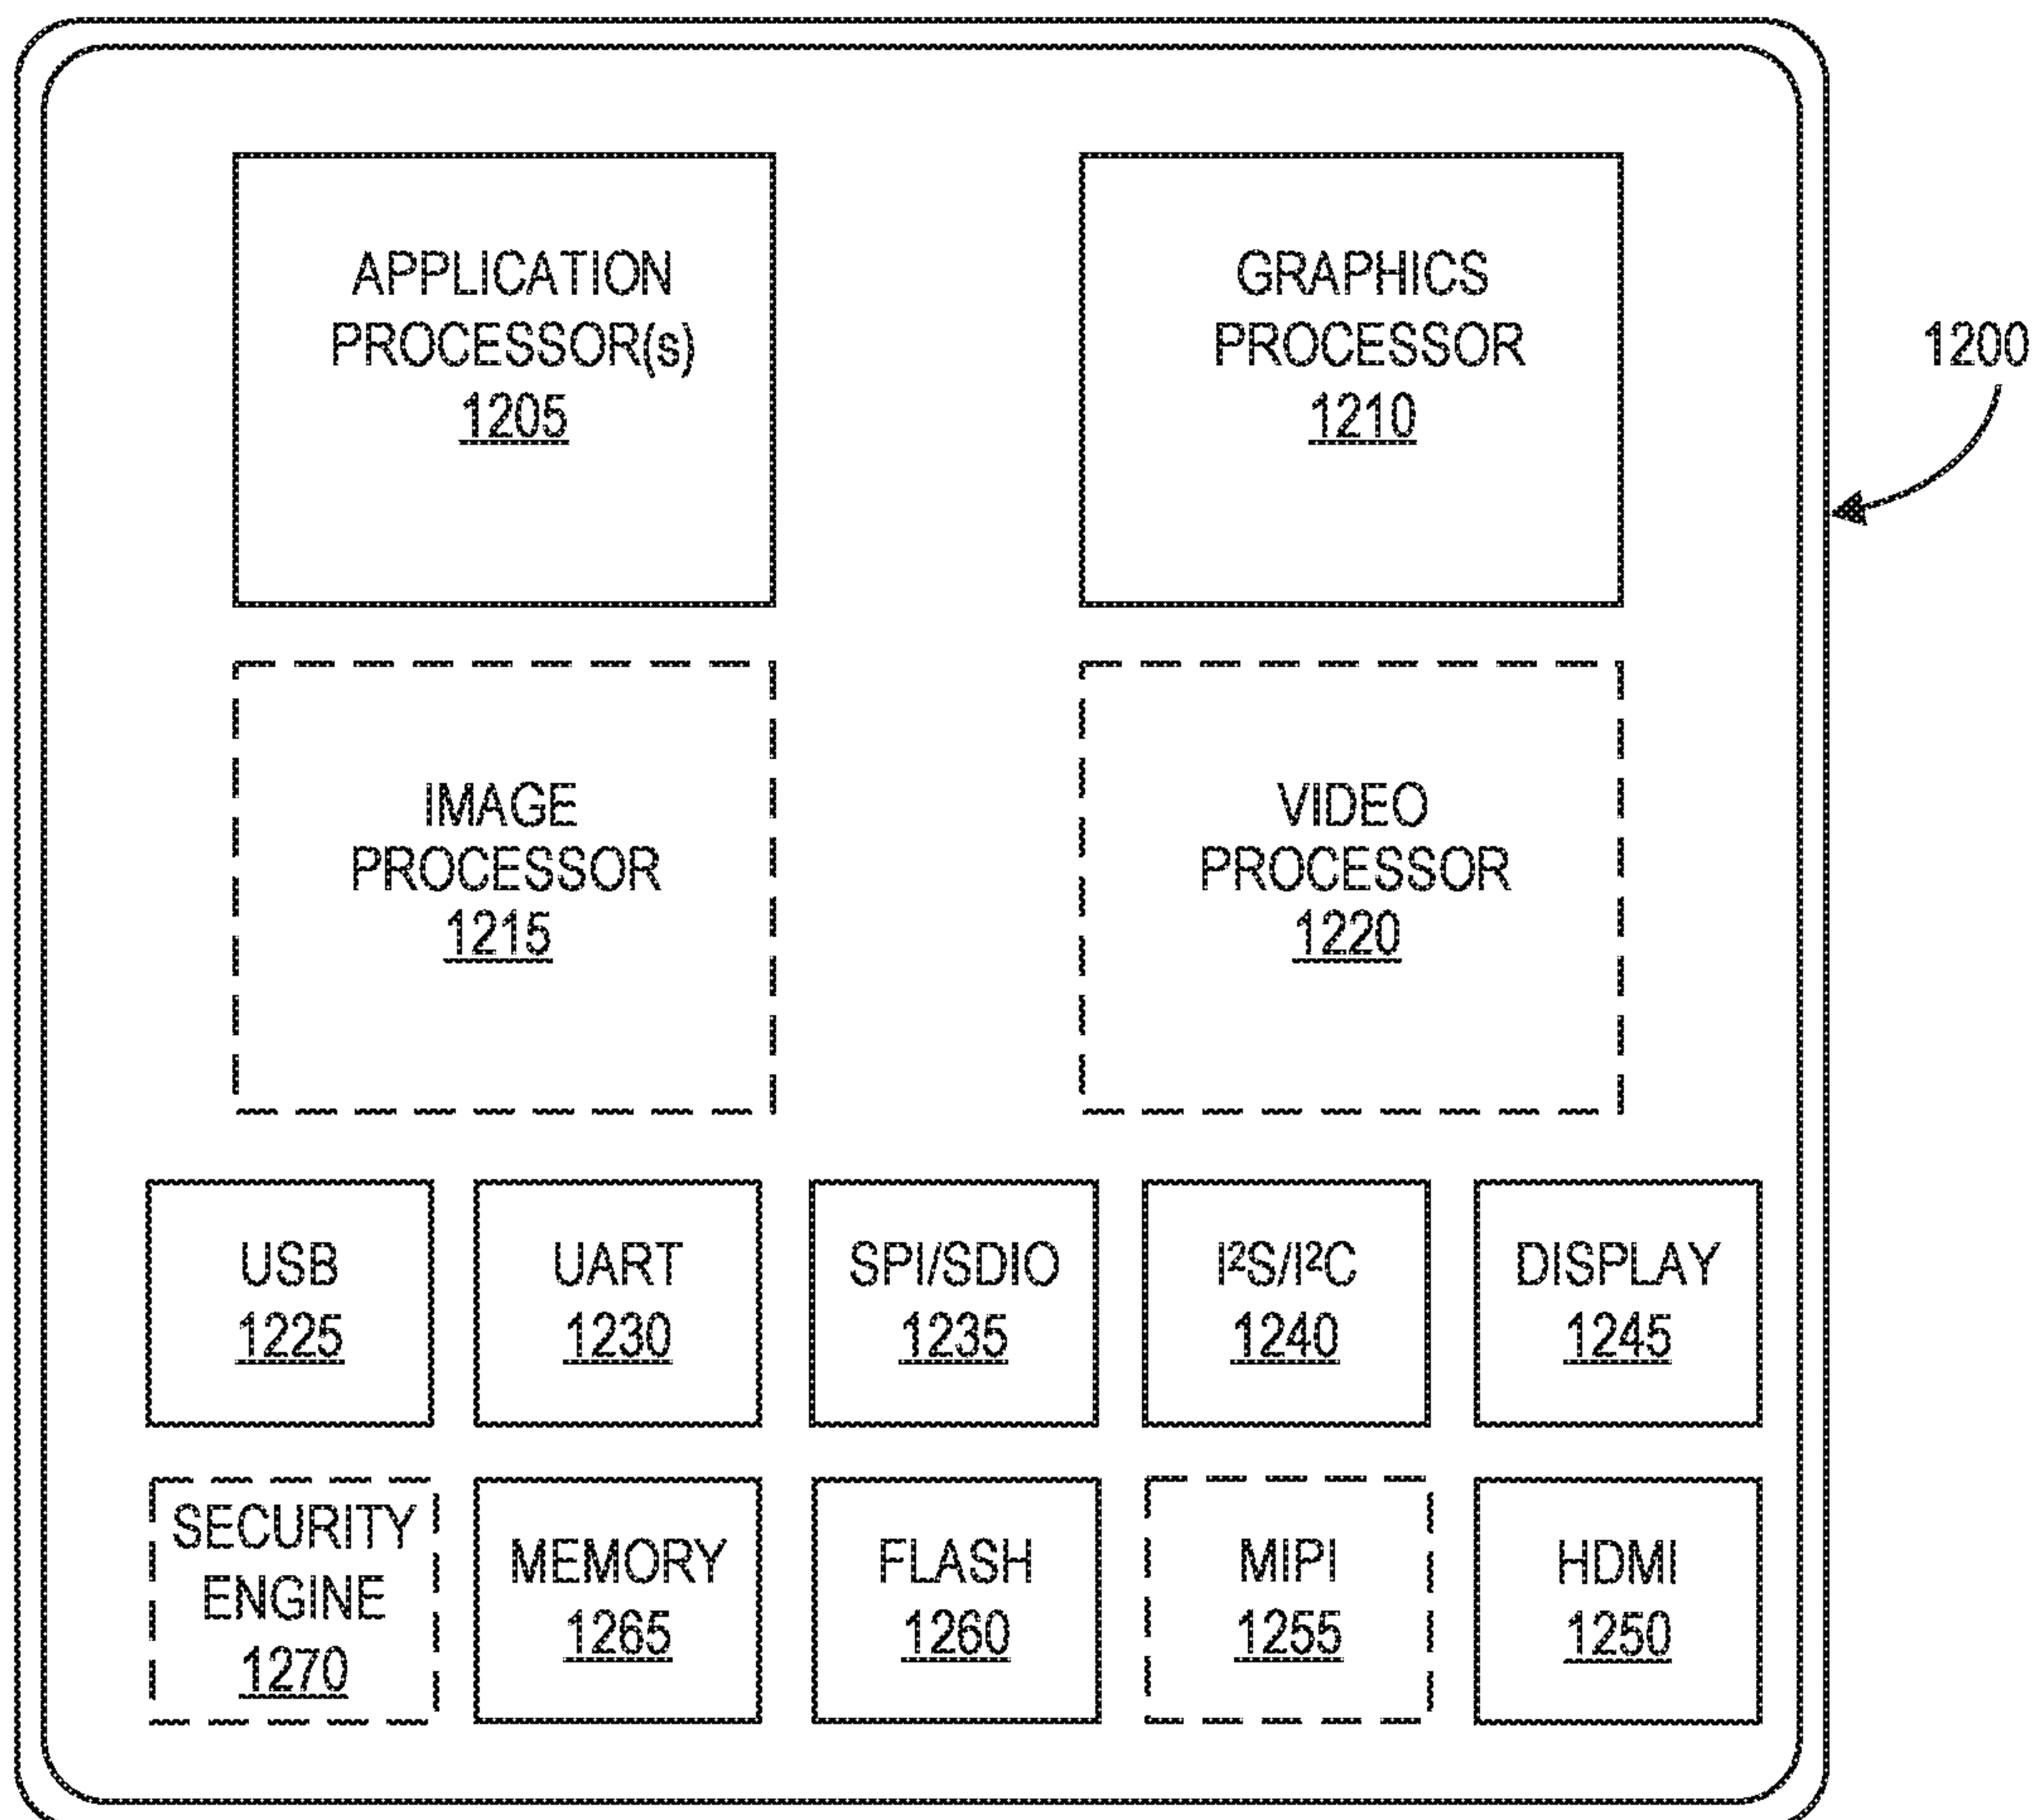 APPLICATION
PROCESSOR(s)
1205
GRAPHICS
PROCESSOR
1210
1200
IMAGE
PROCESSOR
1215
VIDEO
PROCESSOR
1220
USB
1225
UART
1230
SPI/SDIO
1235
I²S/I²C
1240
DISPLAY
1245
SECURITY
ENGINE
1270
MEMORY
1265
FLASH
1260
MIPI
1255
HDMI
1250